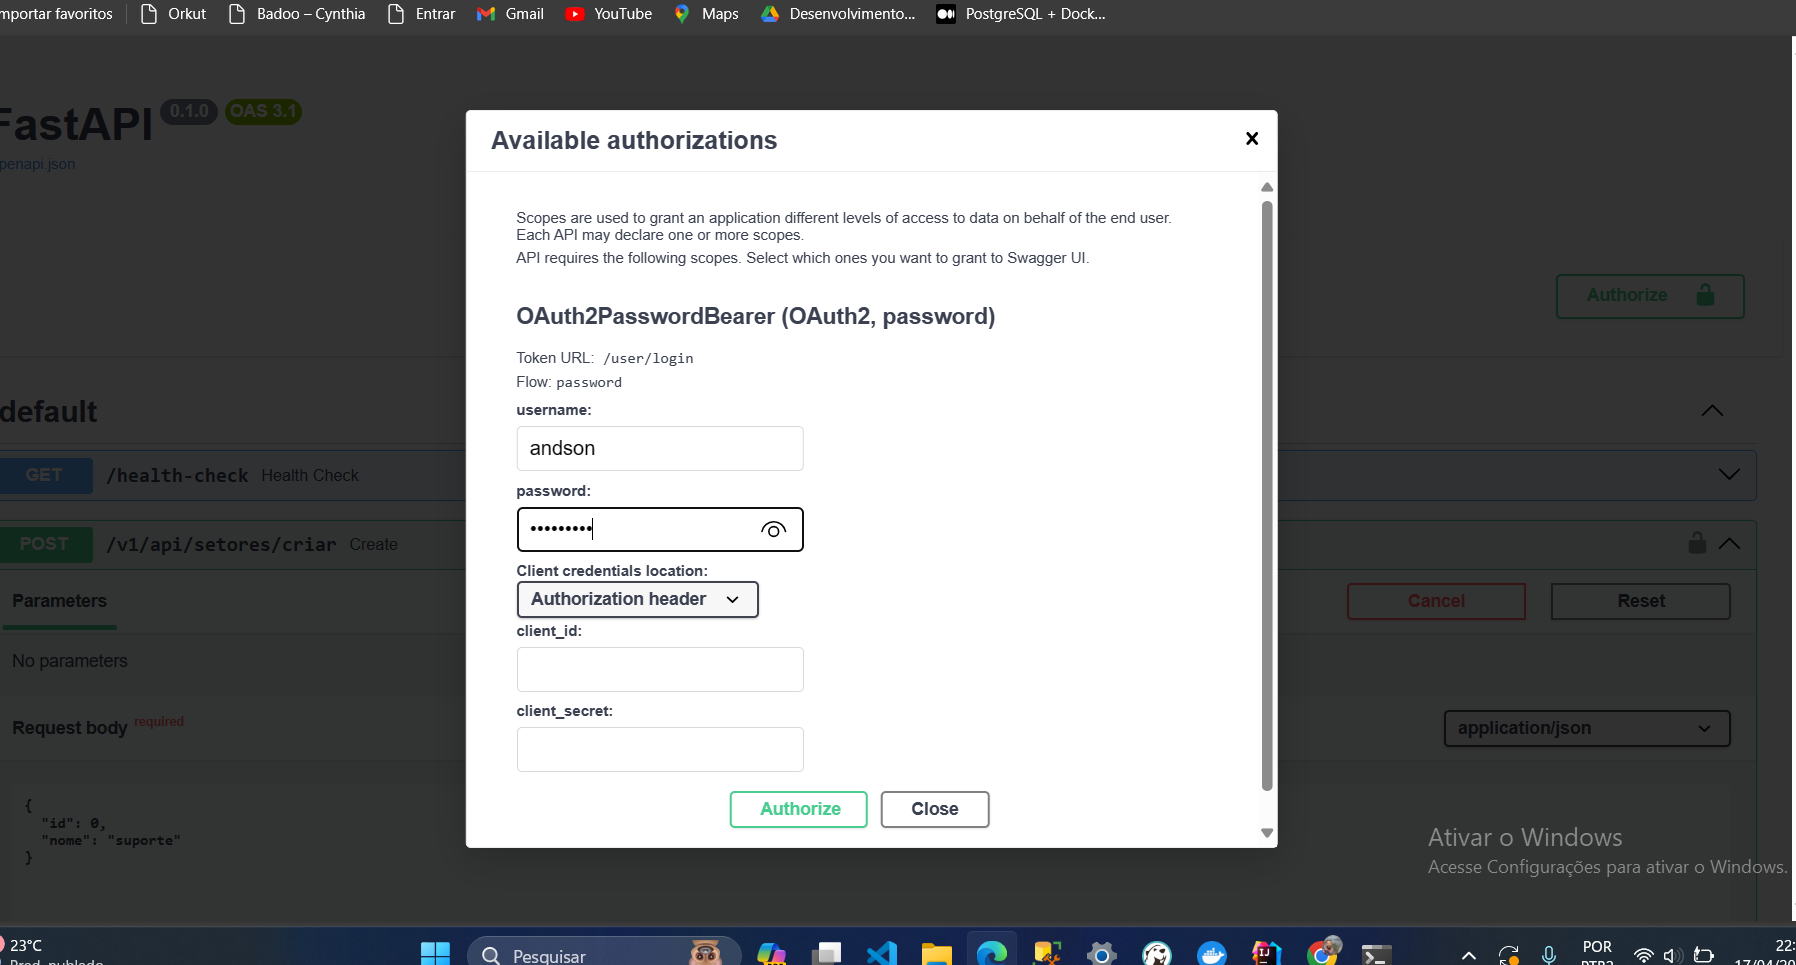 mportar favoritos
Orkut
Badoo – Cynthia
Entrar
Gmail
YouTube
Maps
Desenvolvimento...
PostgreSQL + Dock...
FastAPI
0.1.0
OAS 3.1
penapi.json
Available authorizations
Scopes are used to grant an application different levels of access to data on behalf of the end user.
Each API may declare one or more scopes.
API requires the following scopes. Select which ones you want to grant to Swagger UI.
OAuth2PasswordBearer (OAuth2, password)
Token URL: /user/login
Flow: password
username:
andson
password:
•••••••••
Client credentials location:
Authorization header
client_id:
client_secret:
Authorize
Close
Authorize
default
GET
/health-check Health Check
POST
/v1/api/setores/criar Create
Parameters
Cancel
Reset
No parameters
Request body required
application/json
{
"id": 0,
"nome": "suporte"
}
Ativar o Windows
Acesse Configurações para ativar o Windows.
23°C
Pred. nublado
Pesquisar
POR
PTB2
22:
17/04/20